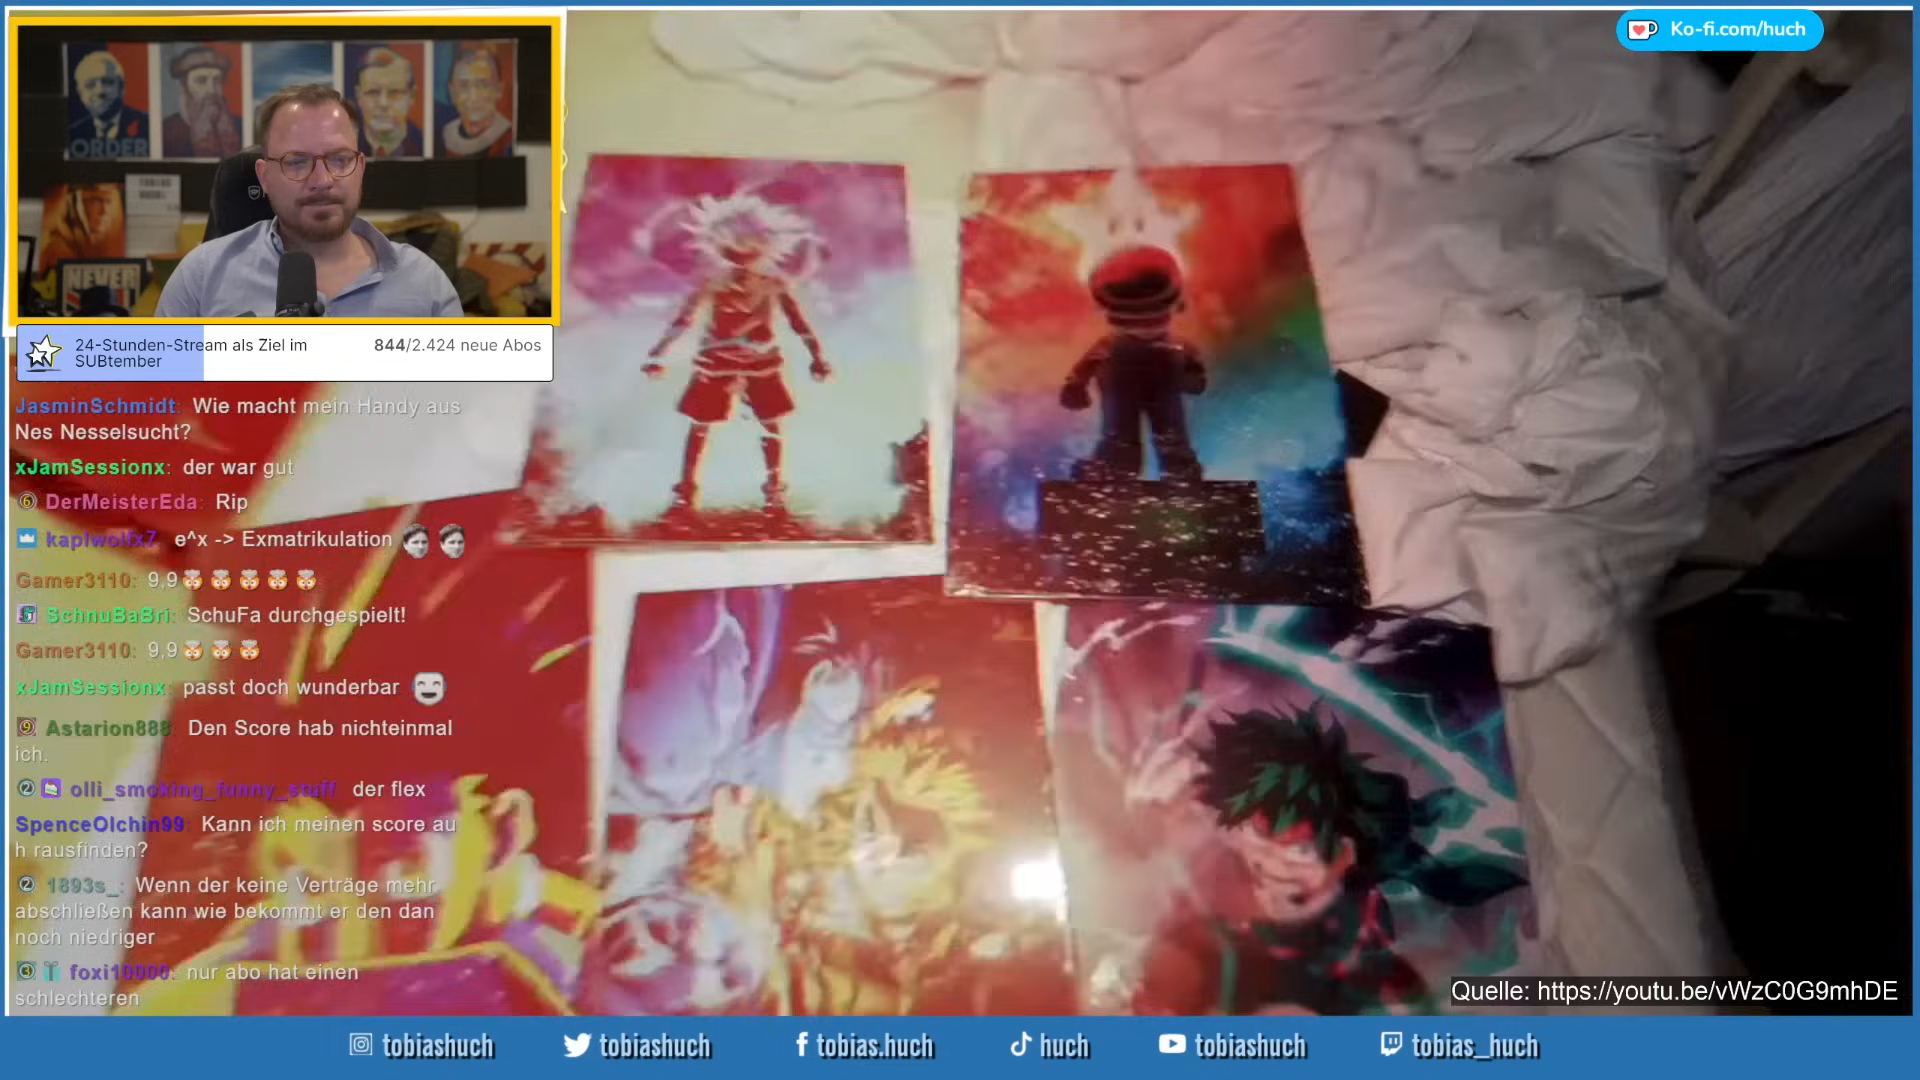 Ko-fi.com/huch
ORDER
NEVER
24-Stunden-Stream als Ziel im
SUBtember
844/2.424 neue Abos
JasminSchmidt: Wie macht mein Handy aus
Nes Nesselsucht?
xJamSessionx: der war gut
DerMeisterEda: Rip
kaplwolfx7 e^x -> Exmatrikulation
Gamer3110: 9,9
SchnuBaBri: SchuFa durchgespielt!
Gamer3110: 9,9
xJamSessionx: passt doch wunderbar
Astarion888: Den Score hab nichteinmal
ich.
olli_smoking_funny_stuff der flex
SpenceOlchin99: Kann ich meinen score au
h rausfinden?
1893s_: Wenn der keine Verträge mehr
abschließen kann wie bekommt er den dan
noch niedriger
foxi10000: nur abo hat einen
schlechteren
Quelle: https://youtu.be/vWzC0G9mhDE
tobiashuch
tobiashuch
tobias.huch
huch
tobiashuch
tobias_huch